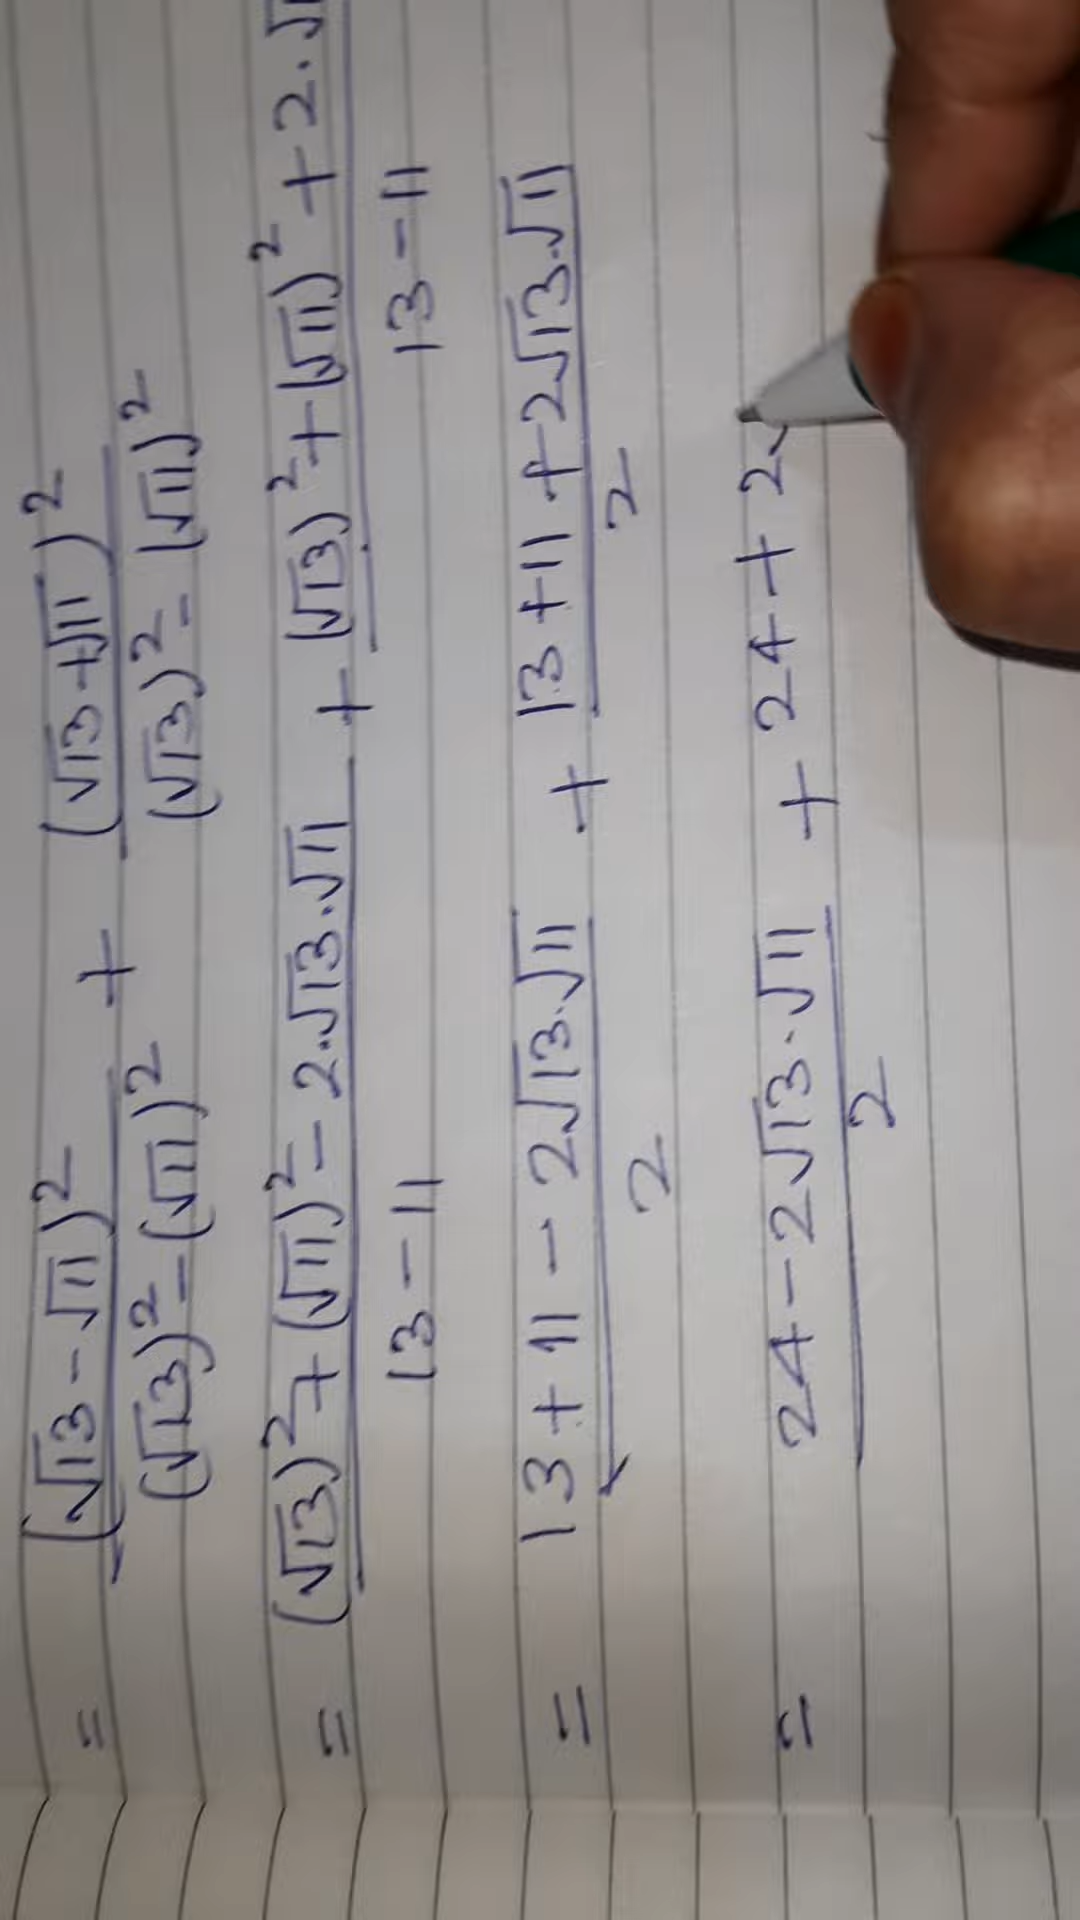 = (√13 - √11)² / (√13)² - (√11)² + (√13 + √11)² / (√13)² - (√11)²
= (√13)² + (√11)² - 2·√13·√11 / 13 - 11 + (√13)² + (√11)² + 2·√ / 13 - 11
= 13 + 11 - 2√13·√11 / 2 + 13 + 11 + 2√13·√11 / 2
= 24 - 2√13·√11 / 2 + 24 + 2